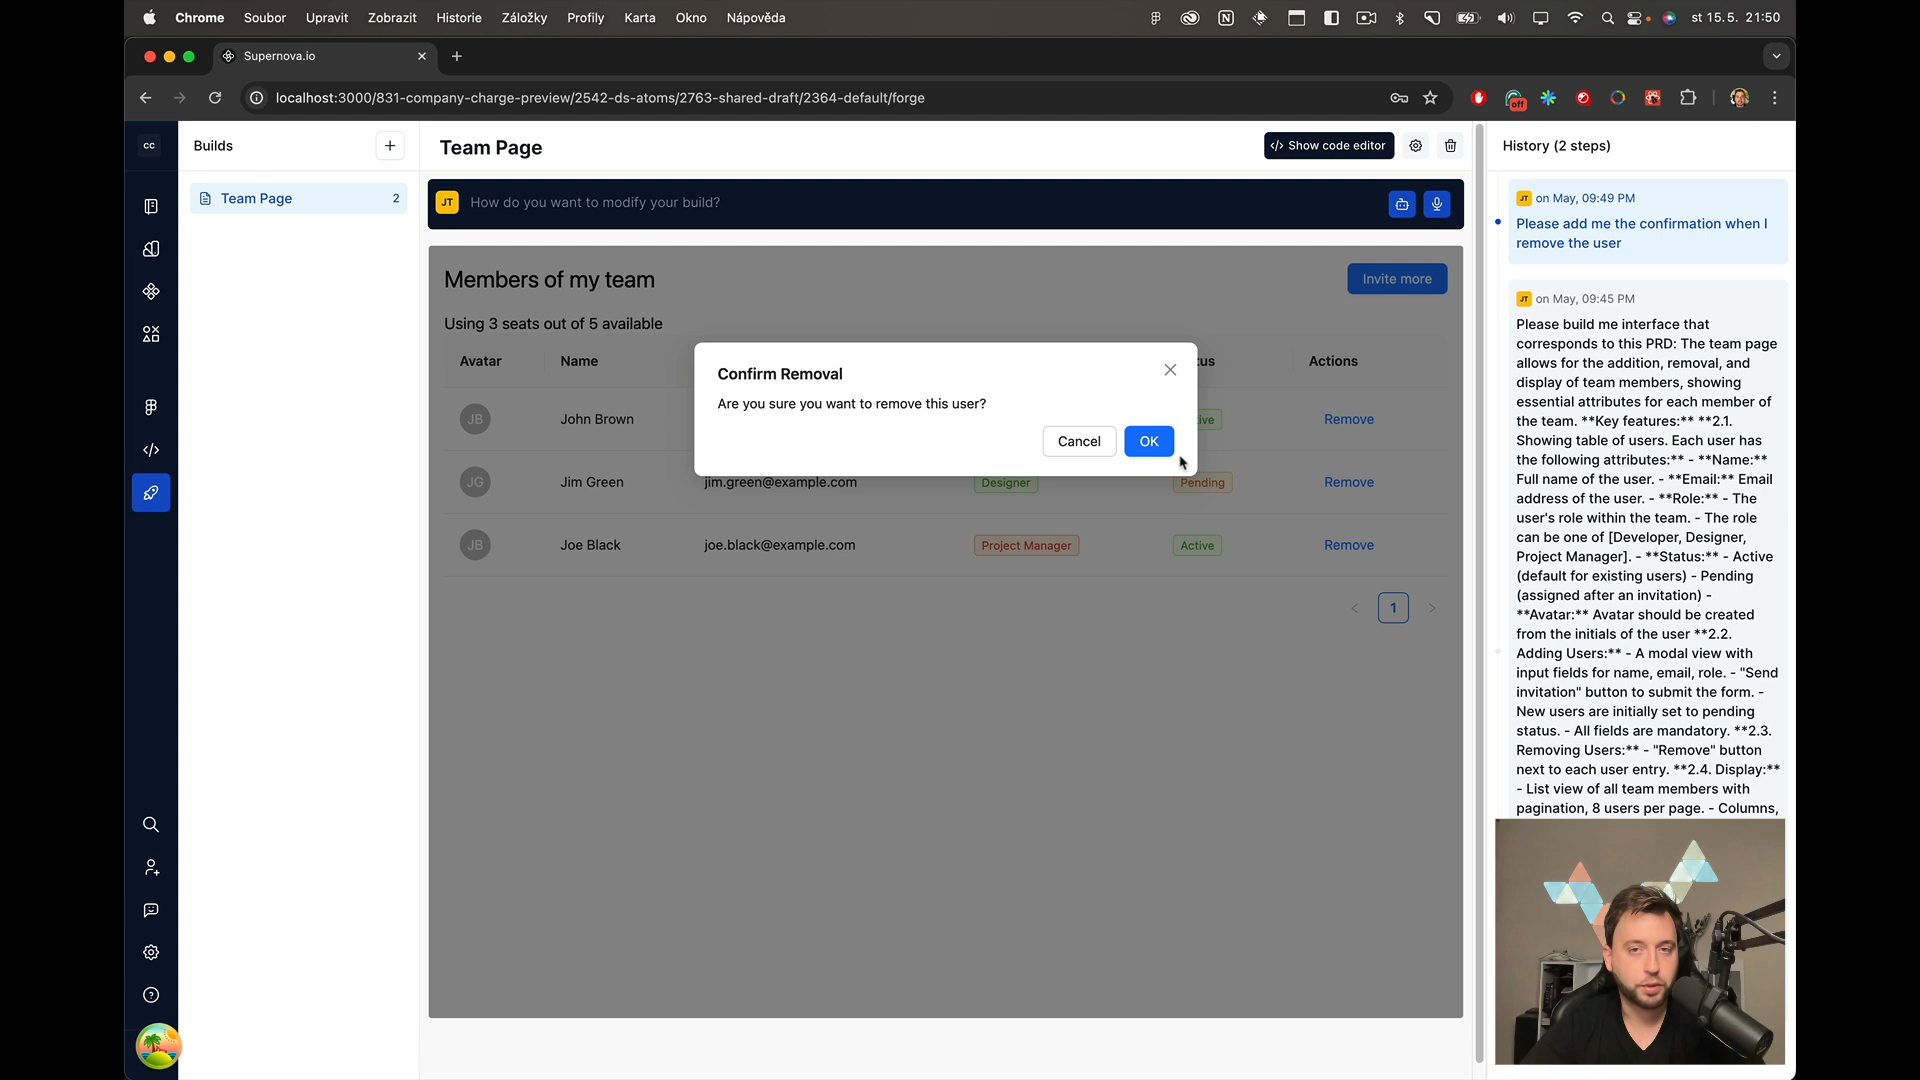 Chrome Soubor Upravit Zobrazit Historie Záložky Profily Karta Okno Nápověda st 15.5. 21:50
Supernova.io
localhost:3000/831-company-charge-preview/2542-ds-atoms/2763-shared-draft/2364-default/forge
off
CC
Builds
Team Page 2
Team Page
</> Show code editor
JT How do you want to modify your build?
Members of my team
Invite more
Using 3 seats out of 5 available
Avatar Name tus Actions
JB John Brown ive Remove
JG Jim Green jim.green@example.com Designer Pending Remove
JB Joe Black joe.black@example.com Project Manager Active Remove
1
Confirm Removal
Are you sure you want to remove this user?
Cancel OK
History (2 steps)
JT on May, 09:49 PM
Please add me the confirmation when I
remove the user
JT on May, 09:45 PM
Please build me interface that
corresponds to this PRD: The team page
allows for the addition, removal, and
display of team members, showing
essential attributes for each member of
the team. **Key features:** **2.1.
Showing table of users. Each user has
the following attributes:** - **Name:**
Full name of the user. - **Email:** Email
address of the user. - **Role:** - The
user's role within the team. - The role
can be one of [Developer, Designer,
Project Manager]. - **Status:** - Active
(default for existing users) - Pending
(assigned after an invitation) -
**Avatar:** Avatar should be created
from the initials of the user **2.2.
Adding Users:** - A modal view with
input fields for name, email, role. - "Send
invitation" button to submit the form. -
New users are initially set to pending
status. - All fields are mandatory. **2.3.
Removing Users:** - "Remove" button
next to each user entry. **2.4. Display:**
- List view of all team members with
pagination, 8 users per page. - Columns,